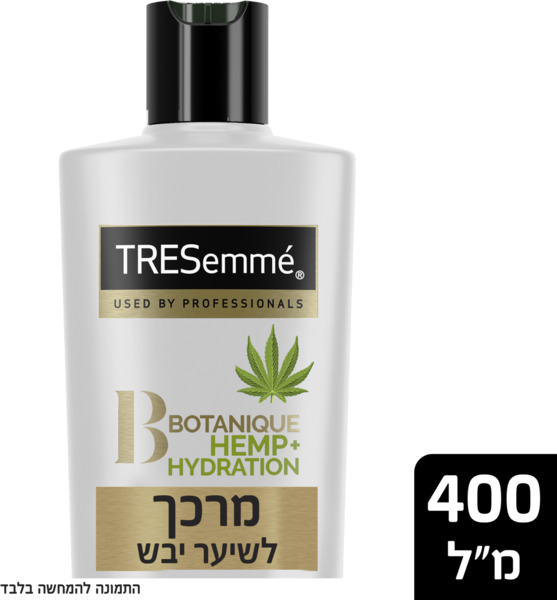 TRESemmé®
USED BY PROFESSIONALS
B BOTANIQUE
HEMP+
HYDRATION
מרכך
לשיער יבש
400
מ"ל
התמונה להמחשה בלבד